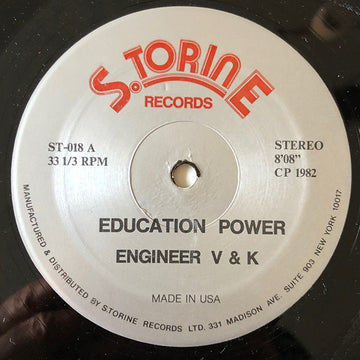 S.TORINE
RECORDS
ST-018 A
33 1/3 RPM
STEREO
8'08"
CP 1982
EDUCATION POWER
ENGINEER V & K
MADE IN USA
MANUFACTURED & DISTRIBUTED BY S.TORINE RECORDS LTD. 331 MADISON AVE. SUITE 903 NEW YORK 10017